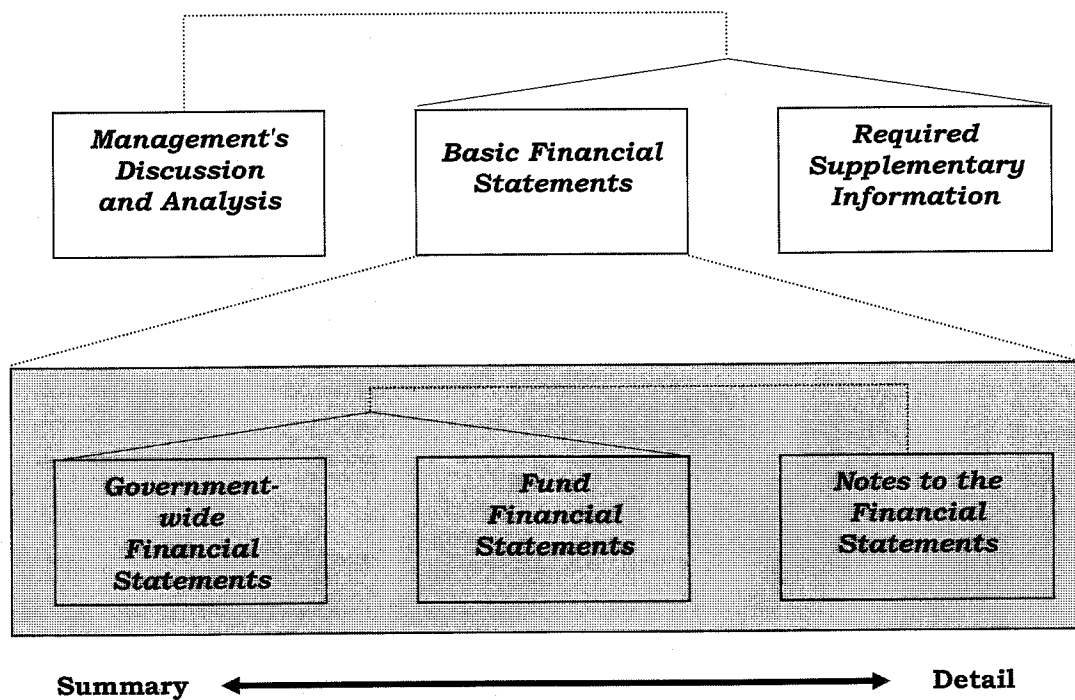 Management's
Discussion
and Analysis
Basic Financial
Statements
Required
Supplementary
Information
Government-
wide
Financial
Statements
Fund
Financial
Statements
Notes to the
Financial
Statements
Summary
Detail